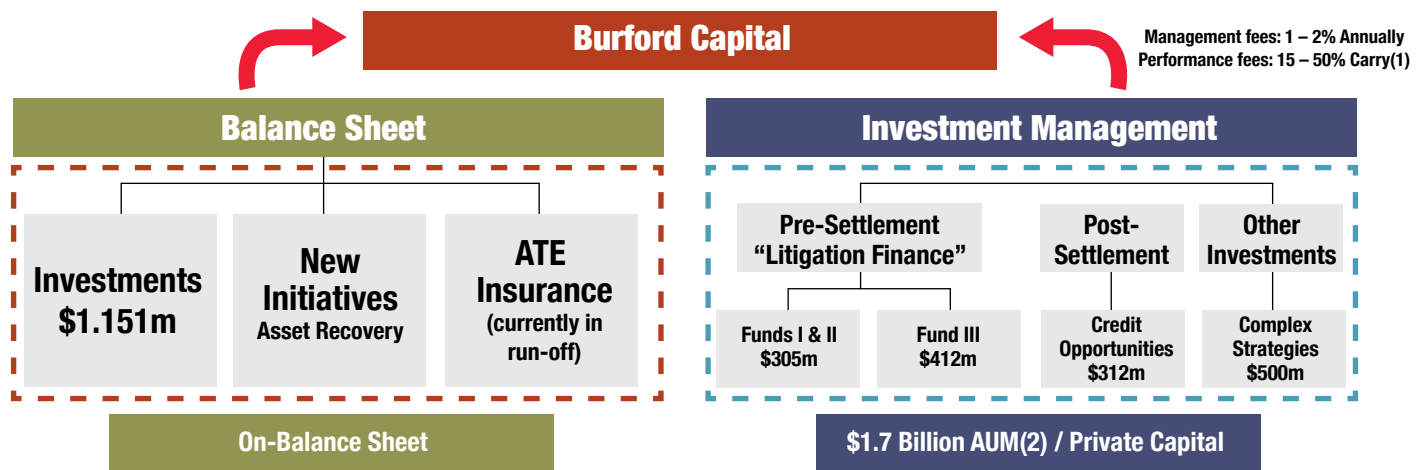 Burford Capital
Management fees: 1 – 2% Annually
Performance fees: 15 – 50% Carry(1)
Balance Sheet
Investments
$1.151m
New
Initiatives
Asset Recovery
ATE
Insurance
(currently in
run-off)
On-Balance Sheet
Investment Management
Pre-Settlement
“Litigation Finance”
Post-
Settlement
Other
Investments
Funds I & II
$305m
Fund III
$412m
Credit
Opportunities
$312m
Complex
Strategies
$500m
$1.7 Billion AUM(2) / Private Capital